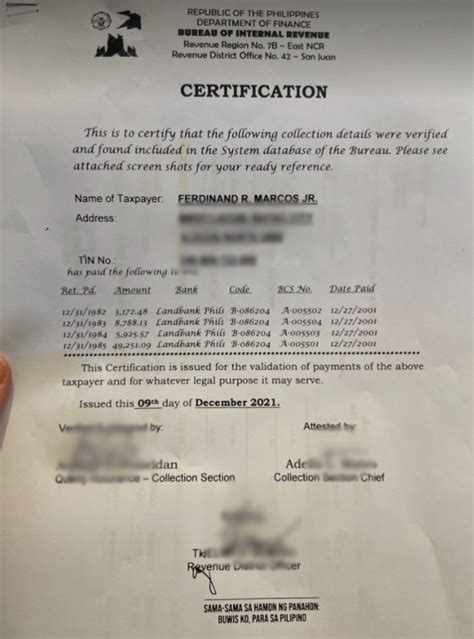 REPUBLIC OF THE PHILIPPINES
DEPARTMENT OF FINANCE
BUREAU OF INTERNAL REVENUE
Revenue Region No. 7B – East NCR
Revenue District Office No. 42 – San Juan
CERTIFICATION
This is to certify that the following collection details were verified
and found included in the System database of the Bureau. Please see
attached screen shots for your ready reference.
Name of Taxpayer: FERDINAND R. MARCOS JR.
Address:
TIN No.:
has paid the following to
Ret. Pd. Amount Bank Code BCS No. Date Paid
12/31/1982 3,172.48 Landbank Phils B-086204 A-005502 12/27/2001
12/31/1983 8,788.13 Landbank Phils B-086204 A-005504 12/27/2001
12/31/1984 5,925.57 Landbank Phils B-086204 A-005503 12/27/2001
12/31/1985 49,251.09 Landbank Phils B-086204 A-005501 12/27/2001
This Certification is issued for the validation of payments of the above
taxpayer and for whatever legal purpose it may serve.
Issued this 09th day of December 2021.
by: Attested by:
– Collection Section Collection Section Chief
Revenue Officer
SAMA-SAMA SA HAMON NG PANAHON:
BUWIS KO, PARA SA PILIPINO